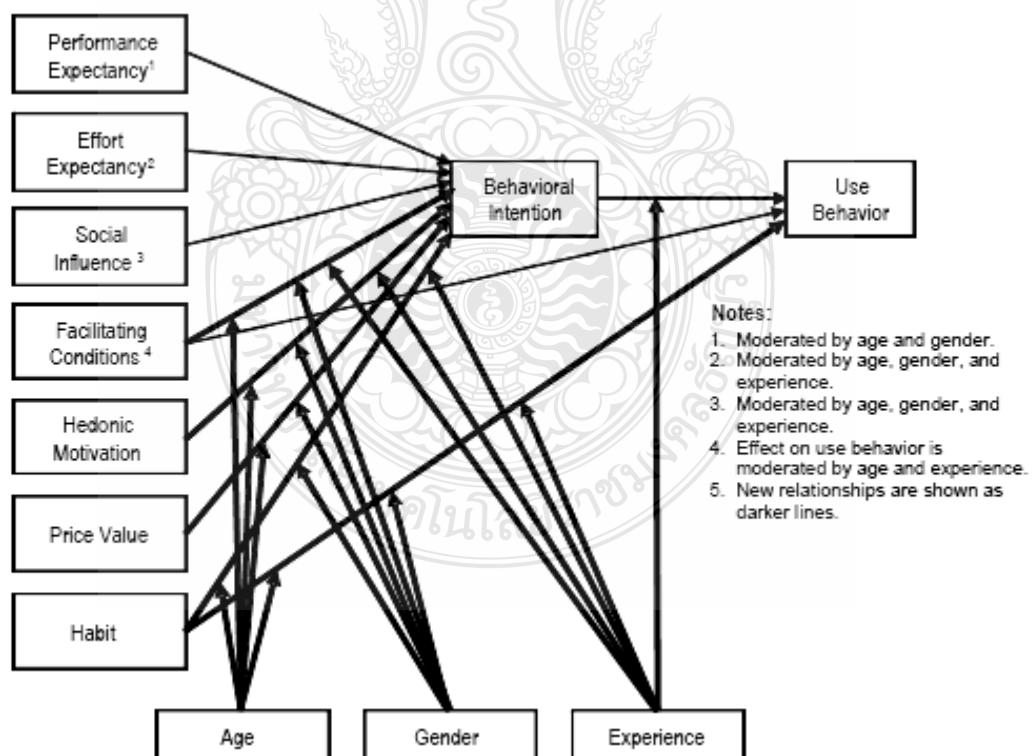 Performance
Expectancy¹
Effort
Expectancy²
Social
Influence ³
Facilitating
Conditions ⁴
Hedonic
Motivation
Price Value
Habit
Behavioral
Intention
Use
Behavior
Notes:
1. Moderated by age and gender.
2. Moderated by age, gender, and
experience.
3. Moderated by age, gender, and
experience.
4. Effect on use behavior is
moderated by age and experience.
5. New relationships are shown as
darker lines.
Age
Gender
Experience